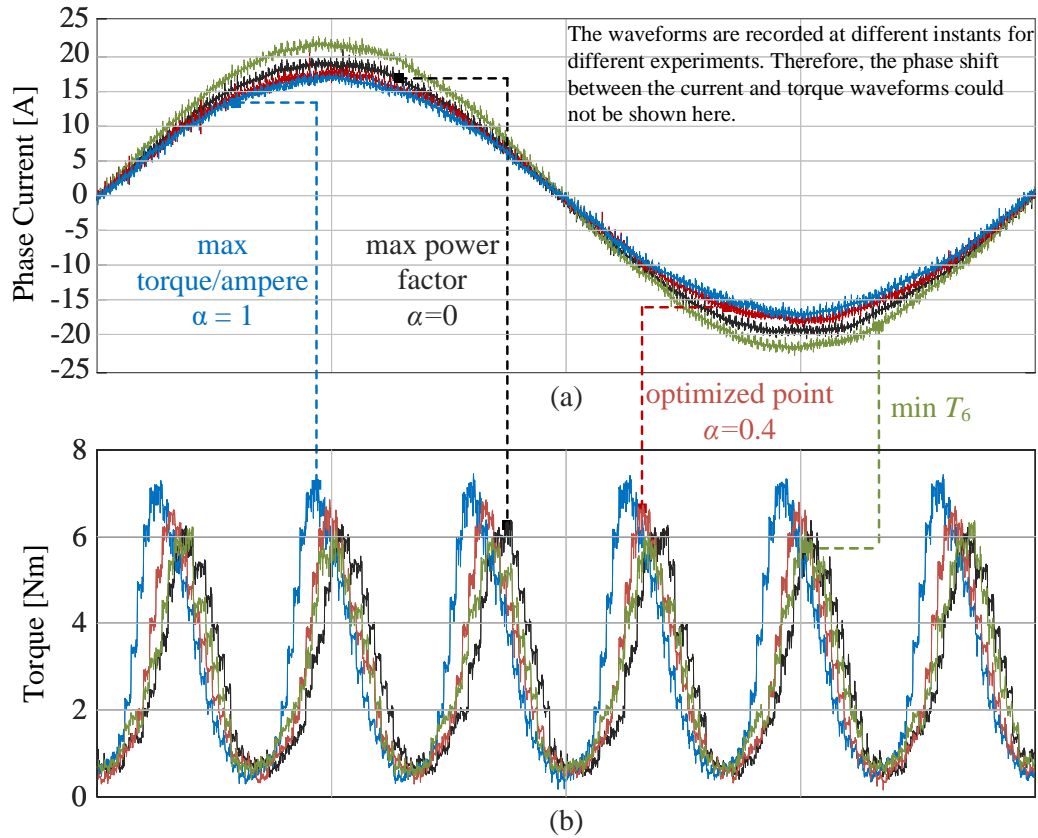 25
20
15
10
5
0
-5
-10
-15
-20
-25
Phase Current [A]
The waveforms are recorded at different instants for
different experiments. Therefore, the phase shift
between the current and torque waveforms could
not be shown here.
max
torque/ampere
α = 1
max power
factor
α=0
(a)
optimized point
α=0.4
min T₆
8
6
4
2
0
Torque [Nm]
(b)